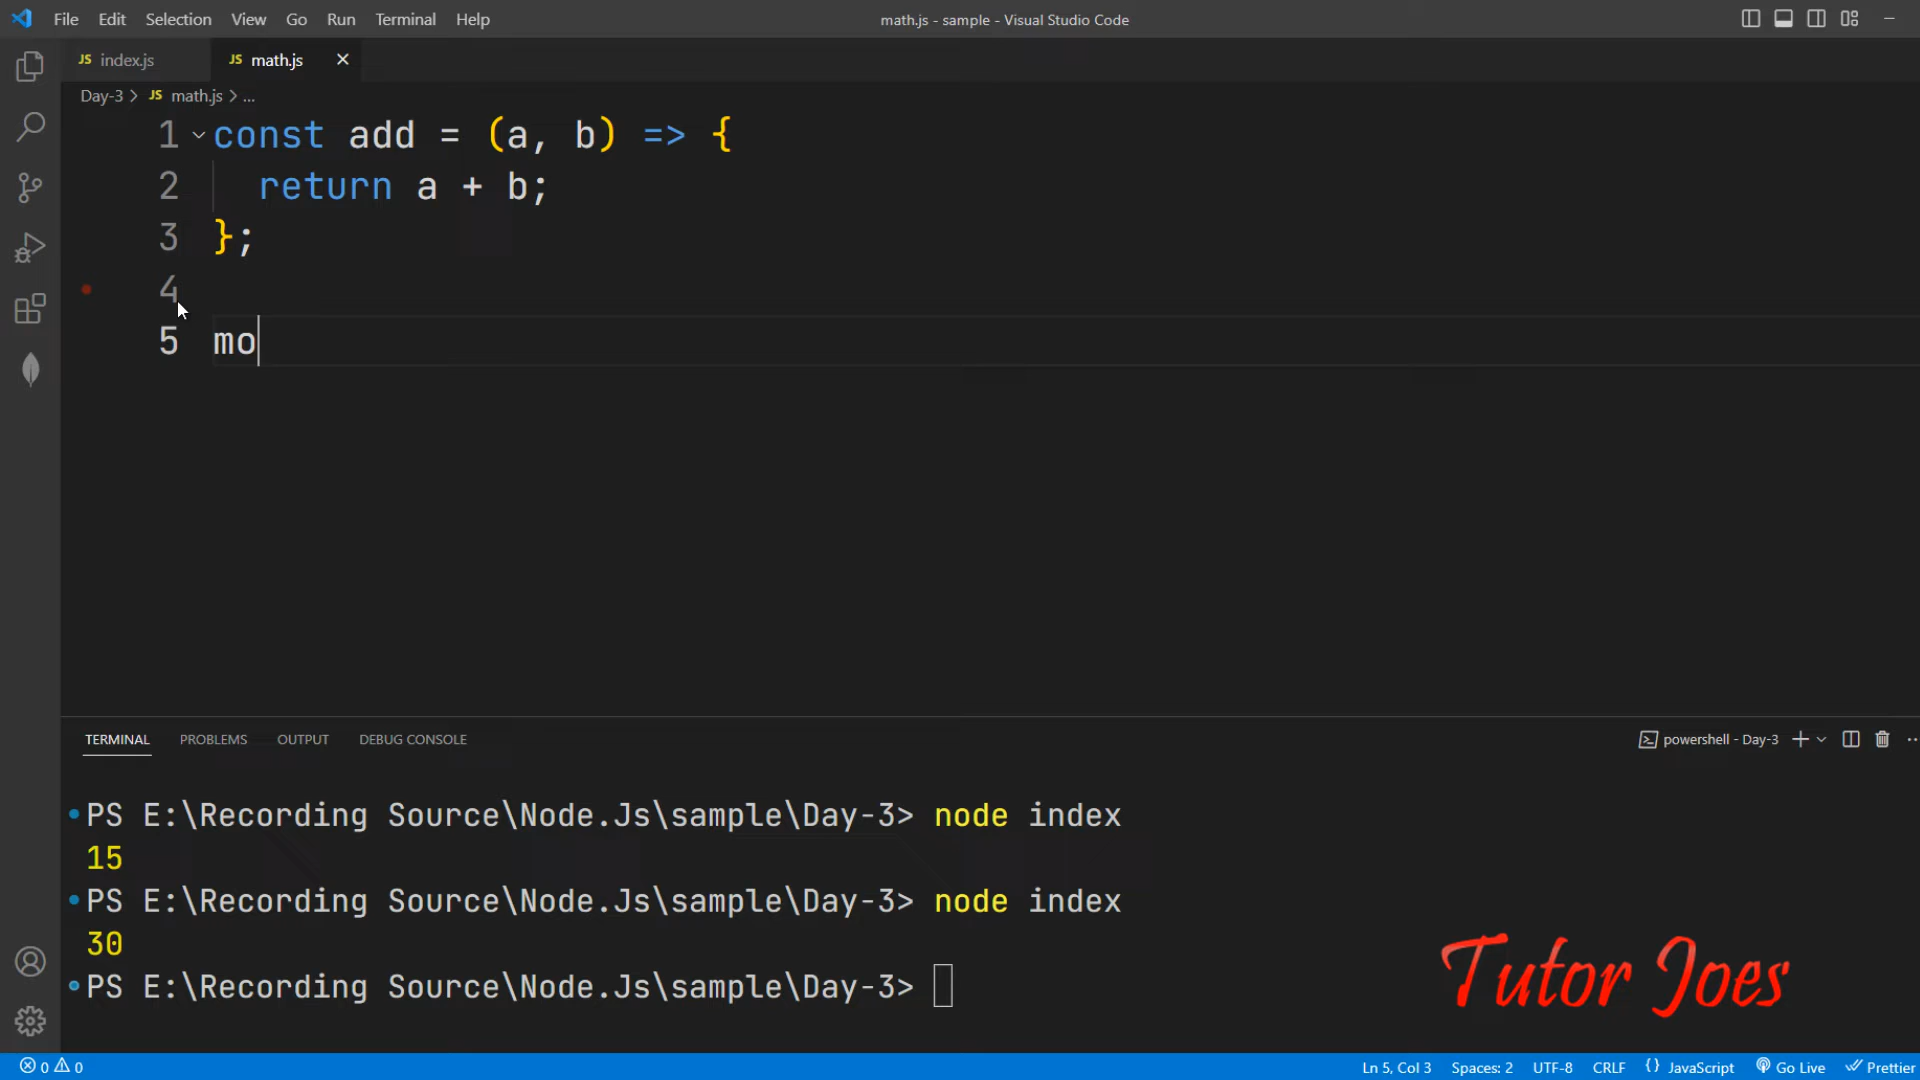 File Edit Selection View Go Run Terminal Help
math.js - sample - Visual Studio Code
JS index.js JS math.js
Day-3 > JS math.js > ...
1 const add = (a, b) => {
2 return a + b;
3 };
4
5 mo
TERMINAL PROBLEMS OUTPUT DEBUG CONSOLE
powershell - Day-3
PS E:\Recording Source\Node.Js\sample\Day-3> node index
15
PS E:\Recording Source\Node.Js\sample\Day-3> node index
30
PS E:\Recording Source\Node.Js\sample\Day-3>
Tutor Joes
0 0 Ln 5, Col 3 Spaces: 2 UTF-8 CRLF {} JavaScript Go Live Prettier